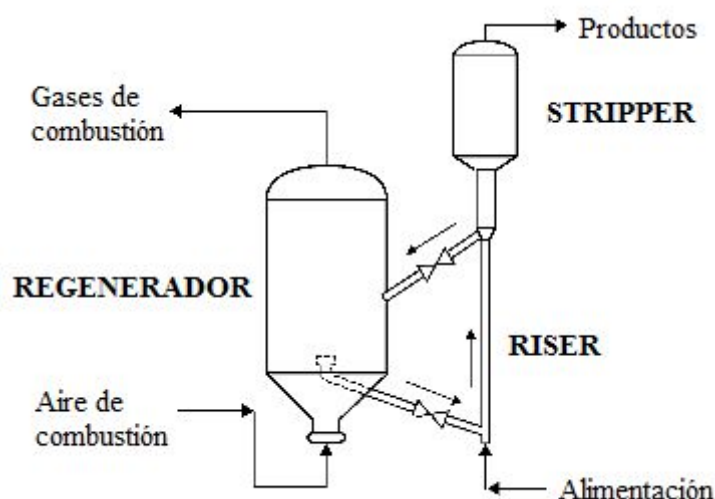 Productos
Gases de
combustión
STRIPPER
REGENERADOR
RISER
Aire de
combustión
Alimentación